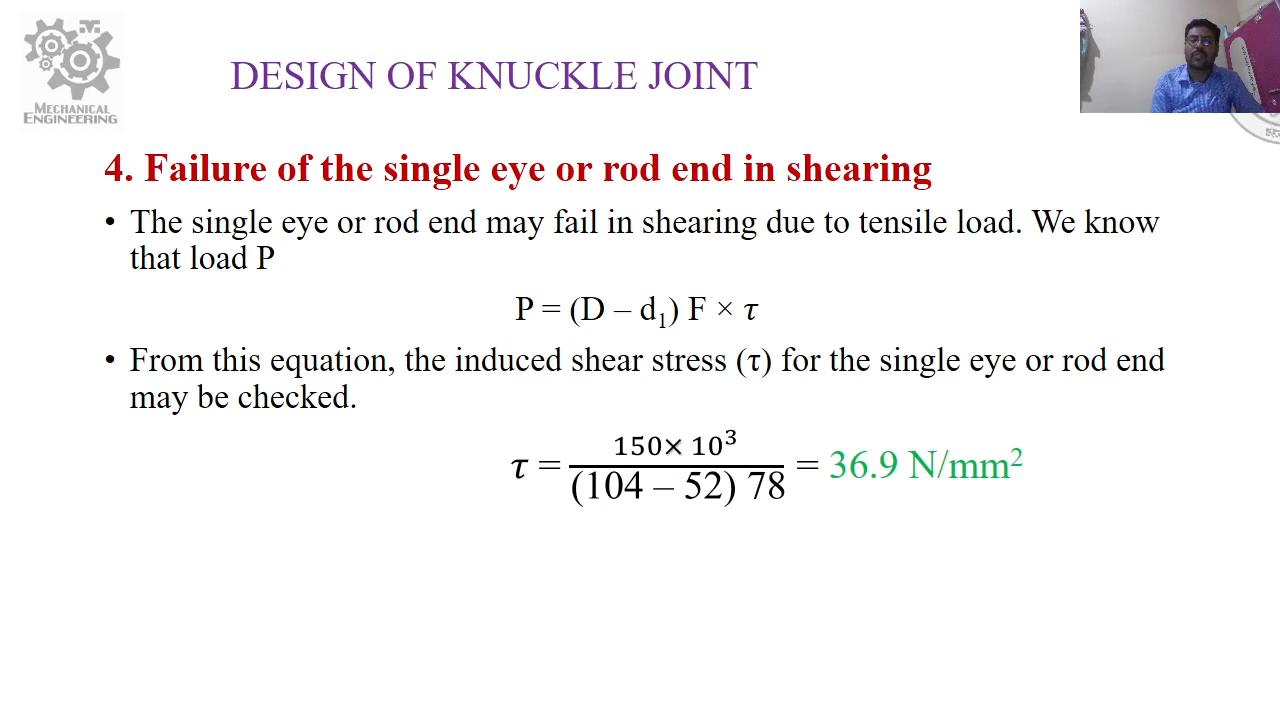 MECHANICAL
ENGINEERING
DESIGN OF KNUCKLE JOINT
4. Failure of the single eye or rod end in shearing
• The single eye or rod end may fail in shearing due to tensile load. We know
that load P
P = (D – d₁) F × τ
• From this equation, the induced shear stress (τ) for the single eye or rod end
may be checked.
τ = 150× 10³ / (104 – 52) 78 = 36.9 N/mm²